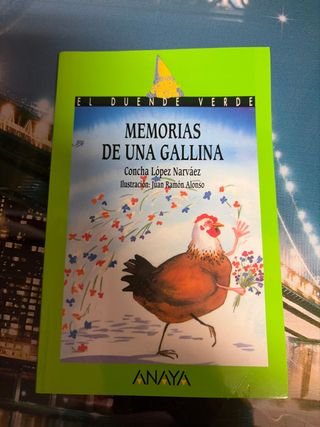 EL DUENDE VERDE
MEMORIAS
DE UNA GALLINA
Concha López Narváez
Ilustración: Juan Ramón Alonso
ANAYA